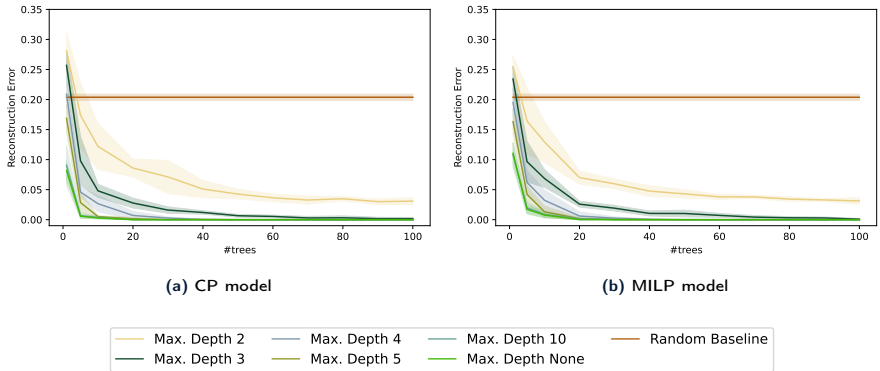 0.35
0.30
0.25
0.20
0.15
0.10
0.05
0.00
Reconstruction Error
0 20 40 60 80 100
#trees
(a) CP model
0.35
0.30
0.25
0.20
0.15
0.10
0.05
0.00
Reconstruction Error
0 20 40 60 80 100
#trees
(b) MILP model
Max. Depth 2 Max. Depth 4 Max. Depth 10 Random Baseline
Max. Depth 3 Max. Depth 5 Max. Depth None